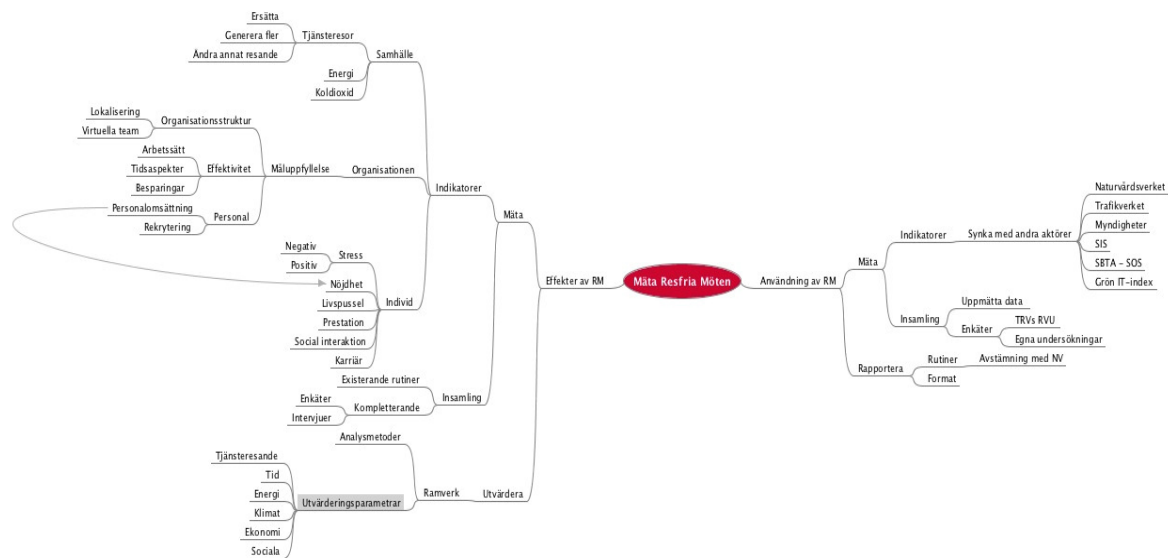 Mäta Resfria Möten
Effekter av RM
Mäta
Indikatorer
Samhälle
Tjänsteresor
Ersätta
Generera fler
Ändra annat resande
Energi
Koldioxid
Organisationen
Måluppfyllelse
Organisationsstruktur
Lokalisering
Virtuella team
Effektivitet
Arbetssätt
Tidsaspekter
Besparingar
Personal
Personalomsättning
Rekrytering
Individ
Stress
Negativ
Positiv
Nöjdhet
Livspussel
Prestation
Social interaktion
Karriär
Insamling
Existerande rutiner
Kompletterande
Enkäter
Intervjuer
Utvärdera
Ramverk
Analysmetoder
Utvärderingsparametrar
Tjänsteresande
Tid
Energi
Klimat
Ekonomi
Sociala
Användning av RM
Mäta
Indikatorer
Synka med andra aktörer
Naturvårdsverket
Trafikverket
Myndigheter
SIS
SBTA - SOS
Grön IT-index
Insamling
Uppmätta data
Enkäter
TRVs RVU
Egna undersökningar
Rapportera
Rutiner
Avstämning med NV
Format